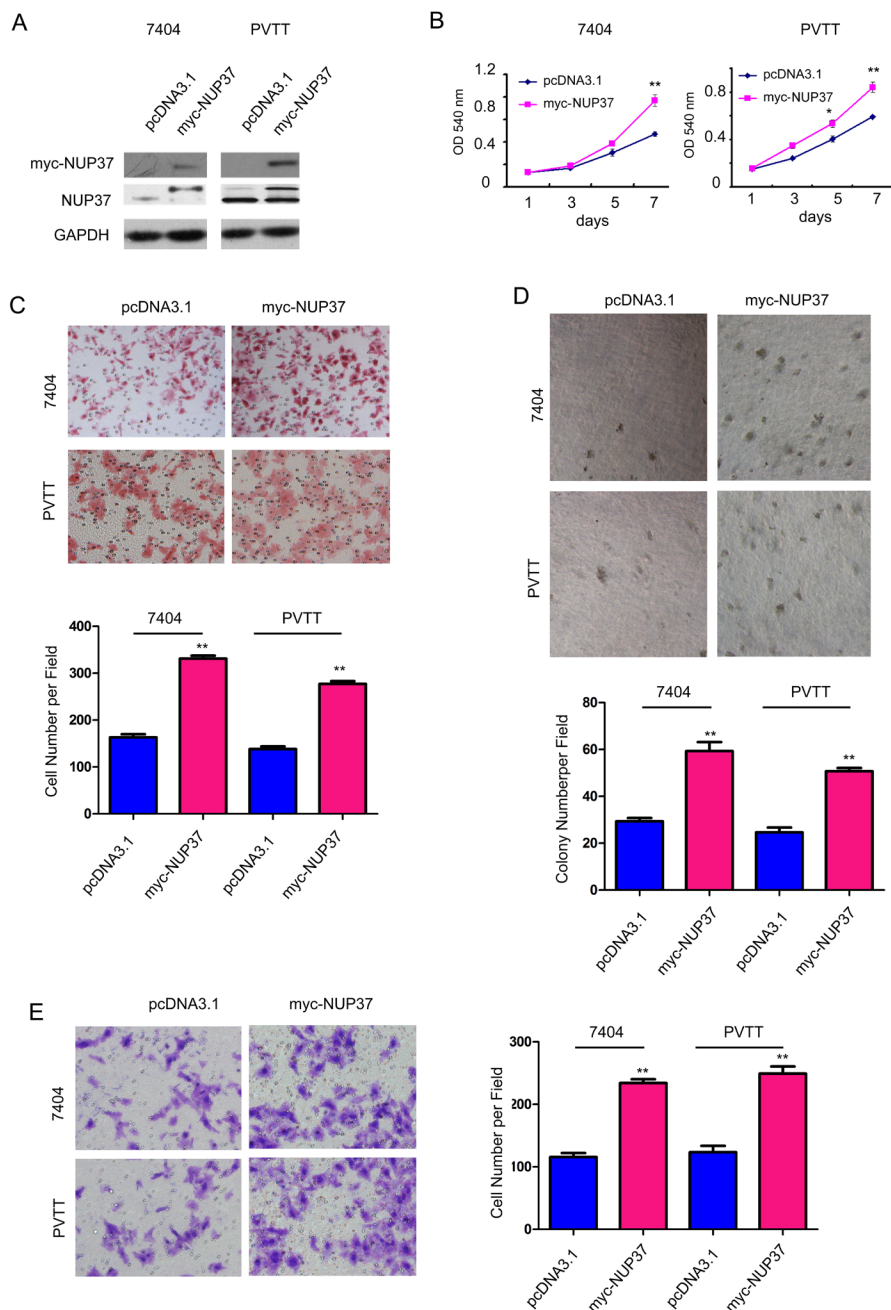 A
7404
PVTT
pcDNA3.1
myc-NUP37
pcDNA3.1
myc-NUP37
myc-NUP37
NUP37
GAPDH
B
7404
PVTT
1.2
0.8
0.4
0
OD 540 nm
pcDNA3.1
myc-NUP37
**
1 3 5 7
days
0.8
0.4
0
OD 540 nm
pcDNA3.1
myc-NUP37
*
**
1 3 5 7
days
C
pcDNA3.1
myc-NUP37
7404
PVTT
7404
PVTT
Cell Number per Field
400
300
200
100
0
**
**
pcDNA3.1
myc-NUP37
pcDNA3.1
myc-NUP37
D
pcDNA3.1
myc-NUP37
7404
PVTT
7404
PVTT
Colony Numberper Field
80
60
40
20
0
**
**
pcDNA3.1
myc-NUP37
pcDNA3.1
myc-NUP37
E
pcDNA3.1
myc-NUP37
7404
PVTT
7404
PVTT
Cell Number per Field
300
200
100
0
**
**
pcDNA3.1
myc-NUP37
pcDNA3.1
myc-NUP37